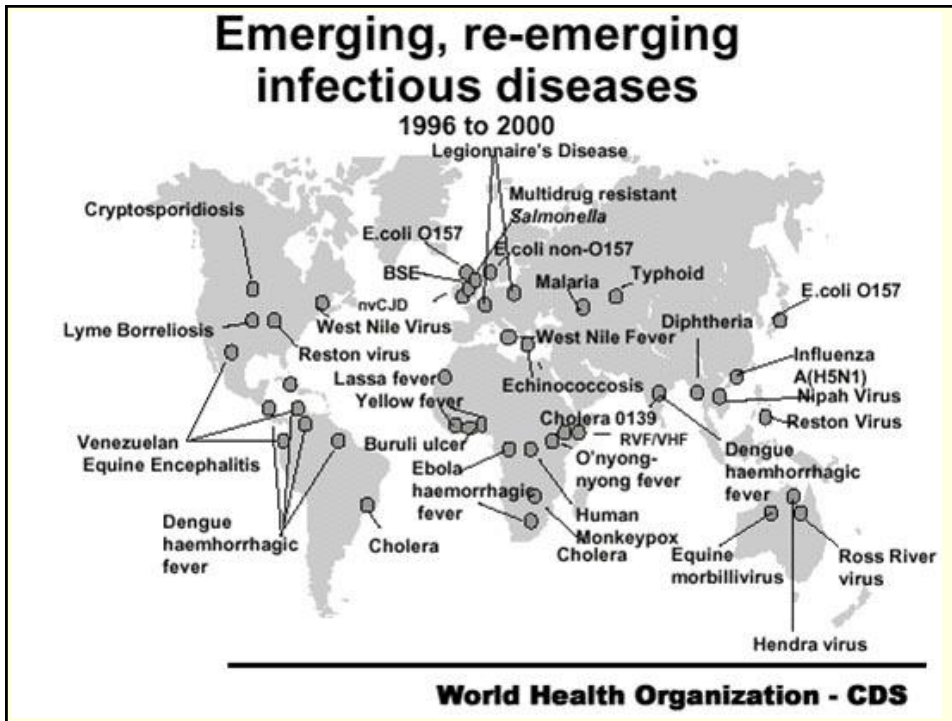 Emerging, re-emerging
infectious diseases
1996 to 2000
Legionnaire's Disease
Multidrug resistant
Salmonella
Cryptosporidiosis
E.coli O157
E.coli non-O157
BSE
Malaria
Typhoid
E.coli O157
nvCJD
West Nile Virus
Lyme Borreliosis
Diphtheria
West Nile Fever
Reston virus
Influenza
A(H5N1)
Lassa fever
Echinococcosis
Nipah Virus
Yellow fever
Cholera 0139
Reston Virus
Venezuelan
Equine Encephalitis
Buruli ulcer
RVF/VHF
O'nyong-
nyong fever
Dengue
haemhorrhagic
fever
Ebola
haemorrhagic
fever
Human
Monkeypox
Dengue
haemhorrhagic
fever
Cholera
Cholera
Equine
morbillivirus
Ross River
virus
Hendra virus
World Health Organization - CDS